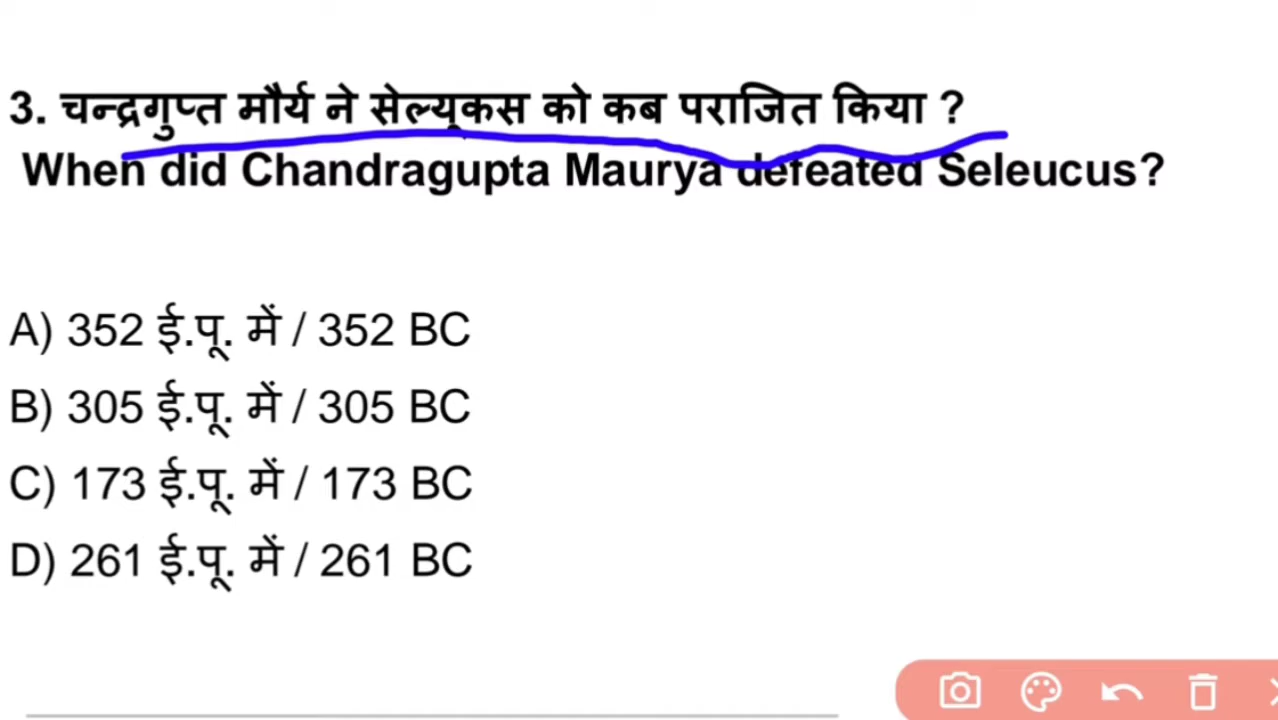 3. चन्द्रगुप्त मौर्य ने सेल्यूकस को कब पराजित किया ?
When did Chandragupta Maurya defeated Seleucus?
A) 352 ई.पू. में / 352 BC
B) 305 ई.पू. में / 305 BC
C) 173 ई.पू. में / 173 BC
D) 261 ई.पू. में / 261 BC